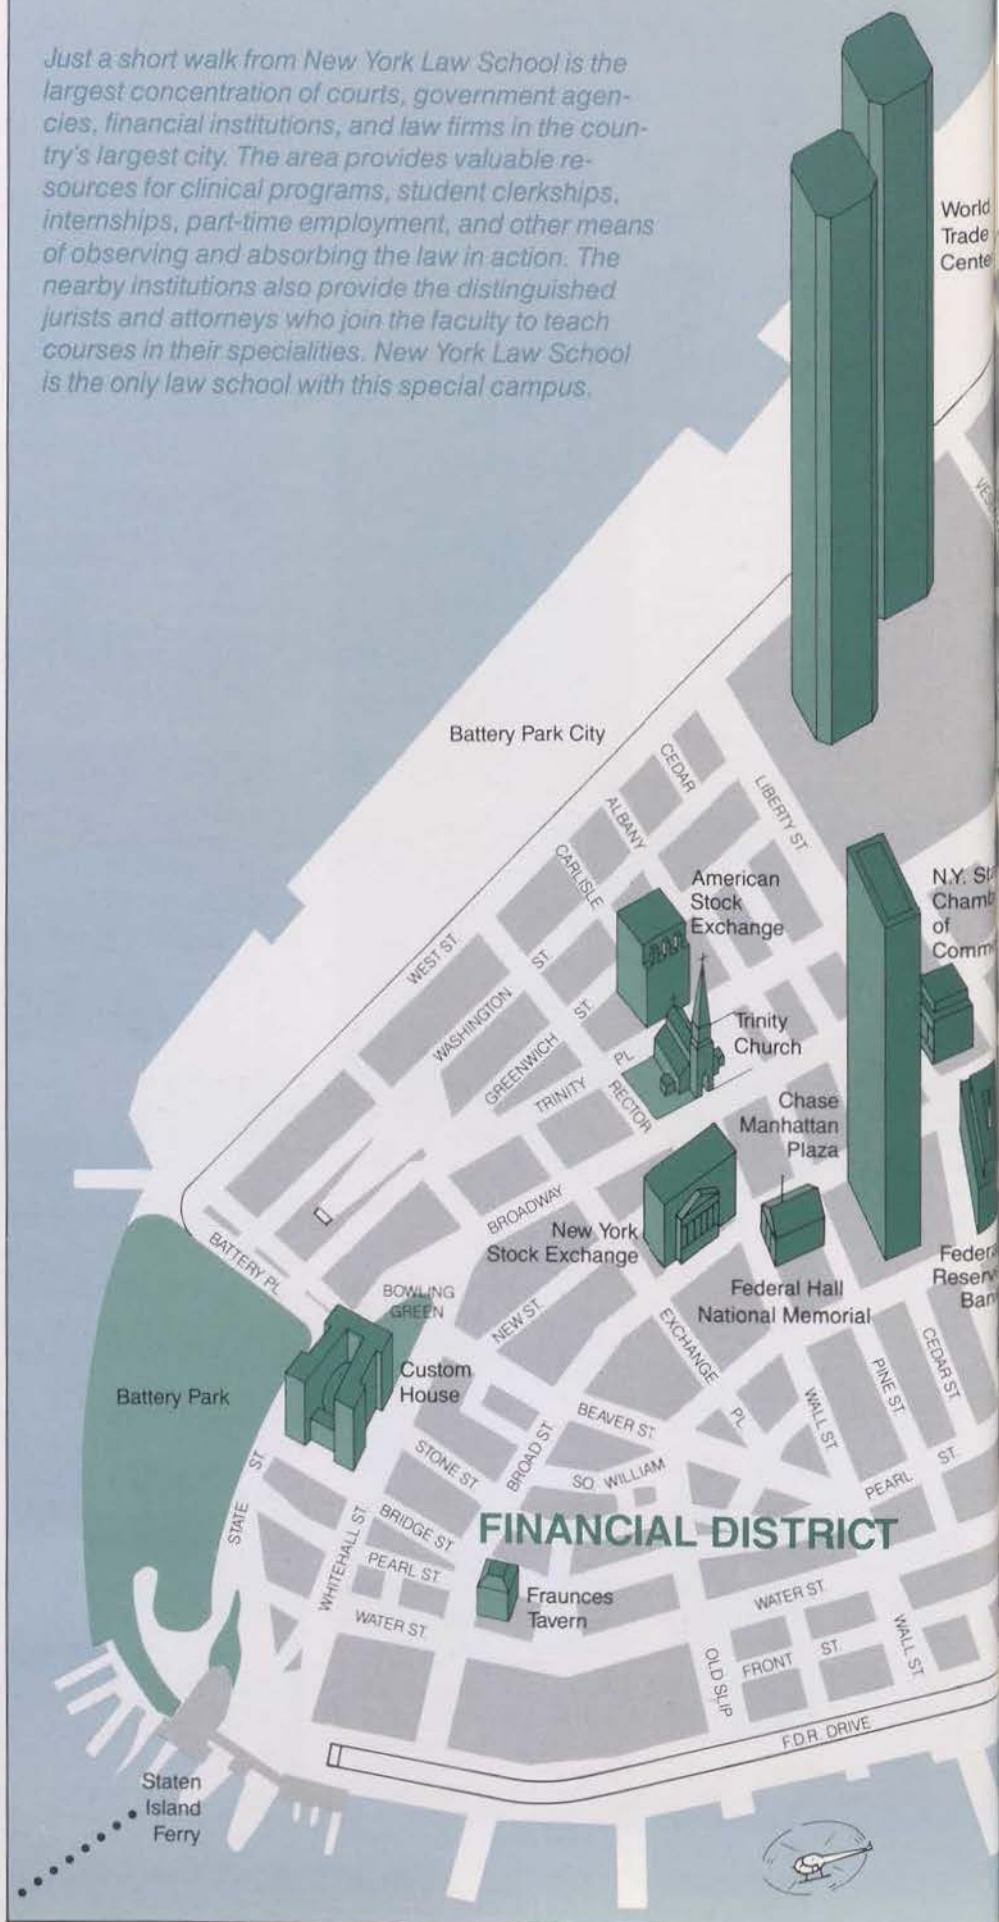 Just a short walk from New York Law School is the
largest concentration of courts, government agen-
cies, financial institutions, and law firms in the coun-
try's largest city. The area provides valuable re-
sources for clinical programs, student clerkships,
internships, part-time employment, and other means
of observing and absorbing the law in action. The
nearby institutions also provide the distinguished
jurists and attorneys who join the faculty to teach
courses in their specialities. New York Law School
is the only law school with this special campus.
World
Trade
Cente
Battery Park City
CEDAR
LIBERTY ST.
ALBANY
CARLISLE
American
Stock
Exchange
N.Y.
Chamb
of
Comm
WEST ST.
ST.
WASHINGTON
ST.
GREENWICH
Trinity
Church
PL
TRINITY
RECTOR
Chase
Manhattan
Plaza
BROADWAY
New York
Stock Exchange
BATTERY PL
Federal Hall
National Memorial
Federa
Reserv
Ban
BOWLING
GREEN
NEW ST.
EXCHANGE
PL
Custom
House
Battery Park
CEDAR ST.
PINE ST.
WALL ST.
BEAVER ST.
BROAD ST.
STONE ST.
SO. WILLIAM
ST.
PEARL
ST.
STATE
BRIDGE ST.
WHITEHALL ST.
FINANCIAL DISTRICT
PEARL ST.
Fraunces
Tavern
WATER ST.
WATER ST.
WALL ST.
ST.
FRONT
OLD SLIP
F.D.R. DRIVE
Staten
Island
Ferry